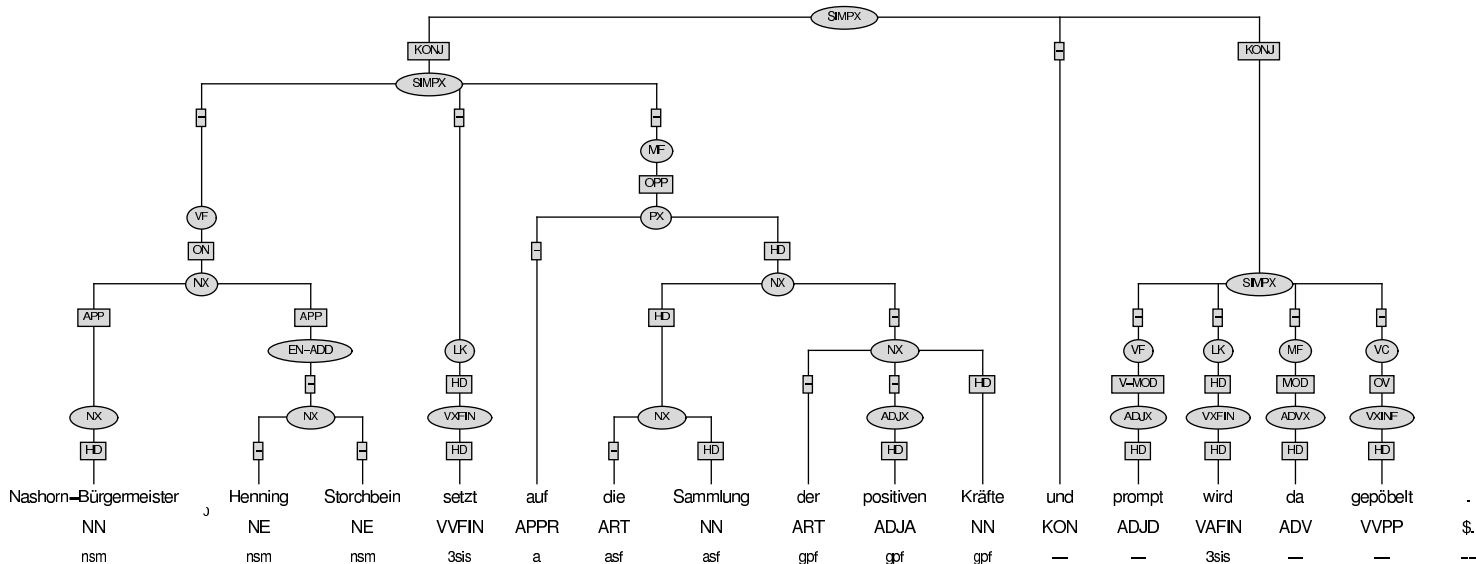 SIMPX
KONJ – KONJ
SIMPX
– – –
MF
OPP
VF PX
ON – HD
NX NX SIMPX
APP APP HD – – – – –
EN–ADD LK NX VF LK MF VC
– HD – – HD V–MOD HD MOD OV
NX NX VXFIN NX ADJX ADJX VXFIN ADVX VXINF
HD – – HD – HD HD HD HD HD HD
Nashorn–Bürgermeister Henning Storchbein setzt auf die Sammlung der positiven Kräfte und prompt wird da gepöbelt .
NN NE NE VVFIN APPR ART NN ART ADJA NN KON ADJD VAFIN ADV VVPP $.
nsm nsm nsm 3sis a asf asf gpf gpf gpf — — 3sis — — --